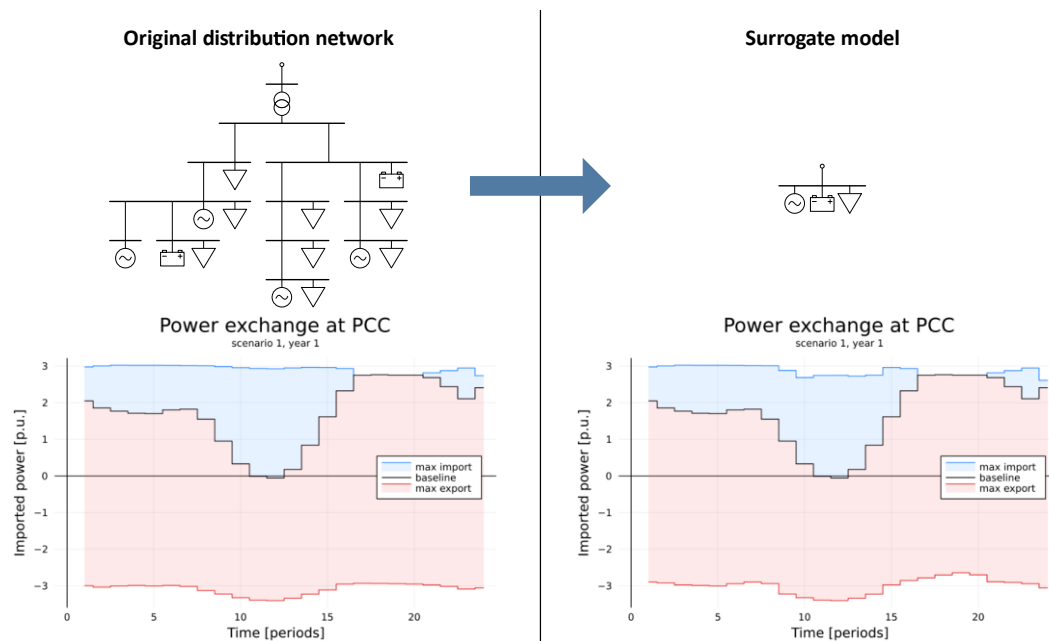 Original distribution network
Surrogate model
Power exchange at PCC
scenario 1, year 1
Imported power [p.u.]
3
2
1
0
−1
−2
−3
max import
baseline
max export
0
5
10
15
20
Time [periods]
Power exchange at PCC
scenario 1, year 1
Imported power [p.u.]
3
2
1
0
−1
−2
−3
max import
baseline
max export
0
5
10
15
20
Time [periods]